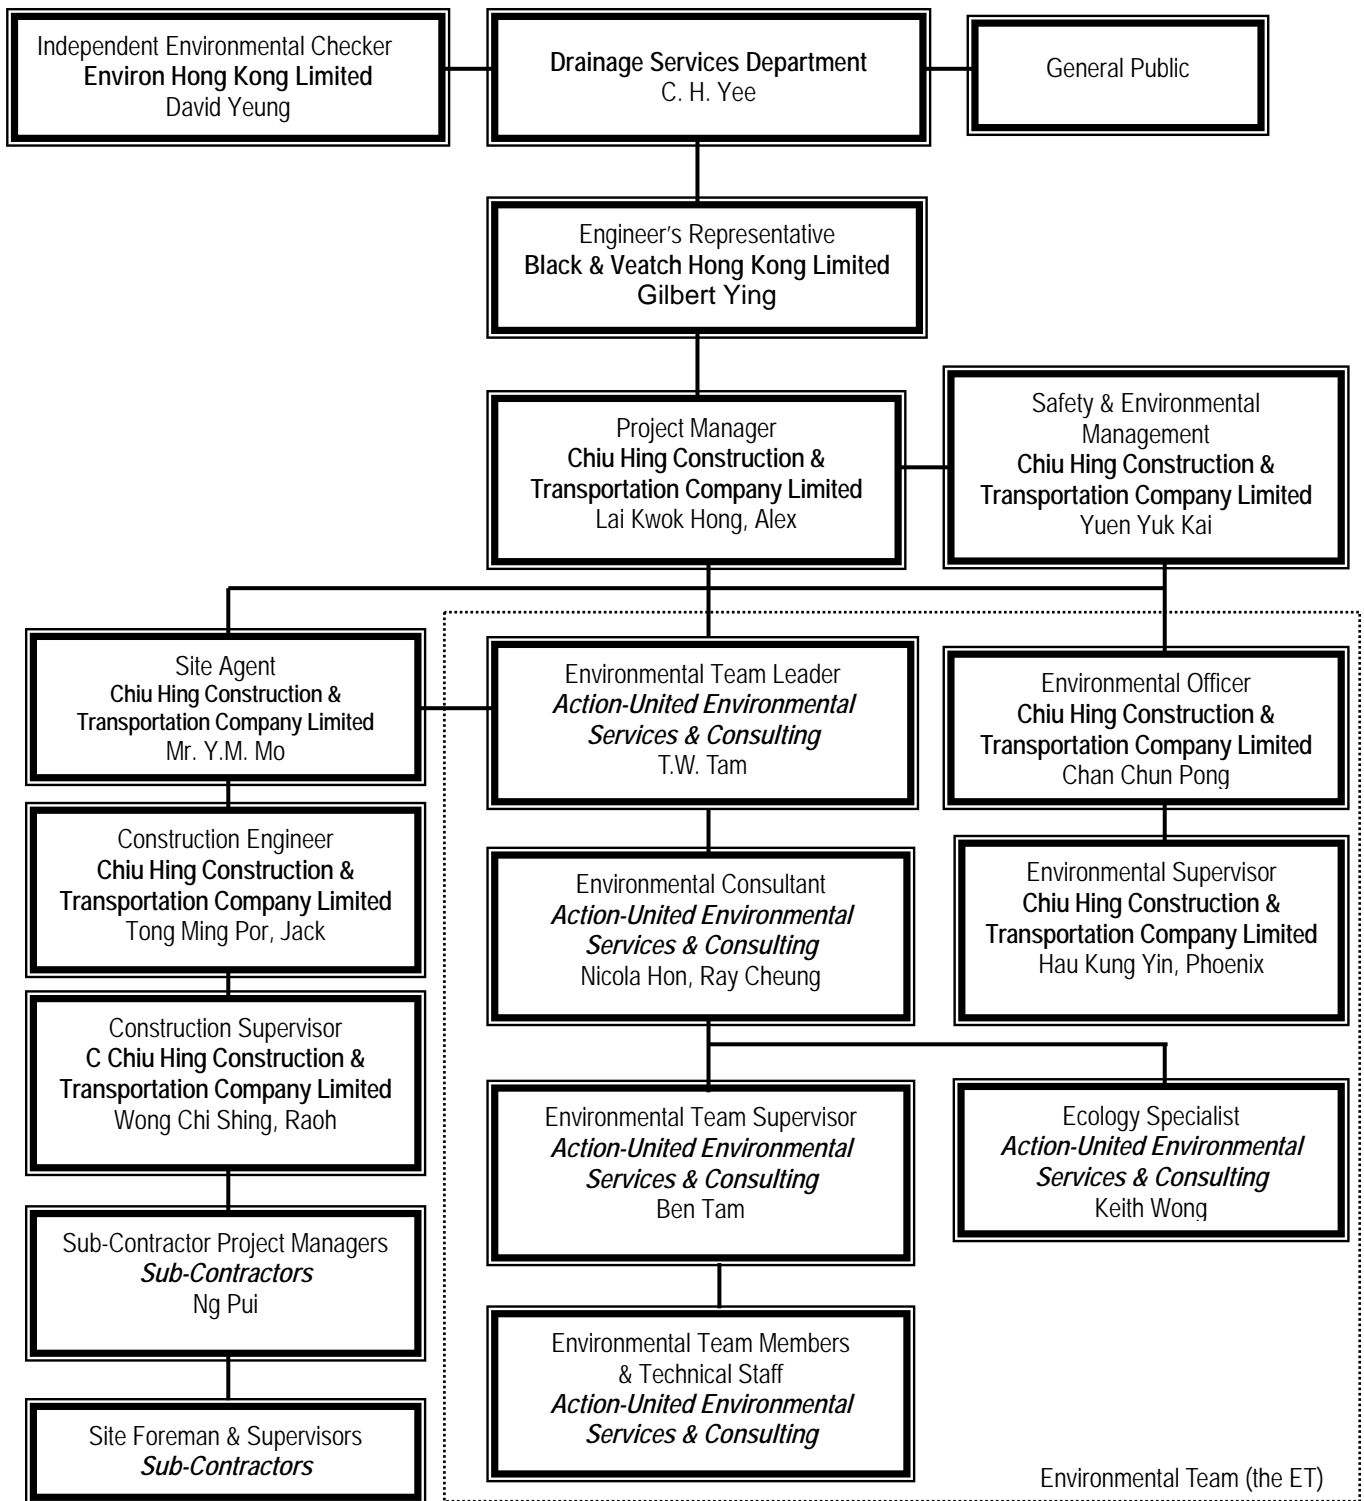 Independent Environmental Checker
Environ Hong Kong Limited
David Yeung
Drainage Services Department
C. H. Yee
General Public
Engineer's Representative
Black & Veatch Hong Kong Limited
Gilbert Ying
Project Manager
Chiu Hing Construction &
Transportation Company Limited
Lai Kwok Hong, Alex
Safety & Environmental
Management
Chiu Hing Construction &
Transportation Company Limited
Yuen Yuk Kai
Site Agent
Chiu Hing Construction &
Transportation Company Limited
Mr. Y.M. Mo
Environmental Team Leader
Action-United Environmental
Services & Consulting
T.W. Tam
Environmental Officer
Chiu Hing Construction &
Transportation Company Limited
Chan Chun Pong
Construction Engineer
Chiu Hing Construction &
Transportation Company Limited
Tong Ming Por, Jack
Environmental Consultant
Action-United Environmental
Services & Consulting
Nicola Hon, Ray Cheung
Environmental Supervisor
Chiu Hing Construction &
Transportation Company Limited
Hau Kung Yin, Phoenix
Construction Supervisor
C Chiu Hing Construction &
Transportation Company Limited
Wong Chi Shing, Raoh
Environmental Team Supervisor
Action-United Environmental
Services & Consulting
Ben Tam
Ecology Specialist
Action-United Environmental
Services & Consulting
Keith Wong
Sub-Contractor Project Managers
Sub-Contractors
Ng Pui
Environmental Team Members
& Technical Staff
Action-United Environmental
Services & Consulting
Site Foreman & Supervisors
Sub-Contractors
Environmental Team (the ET)